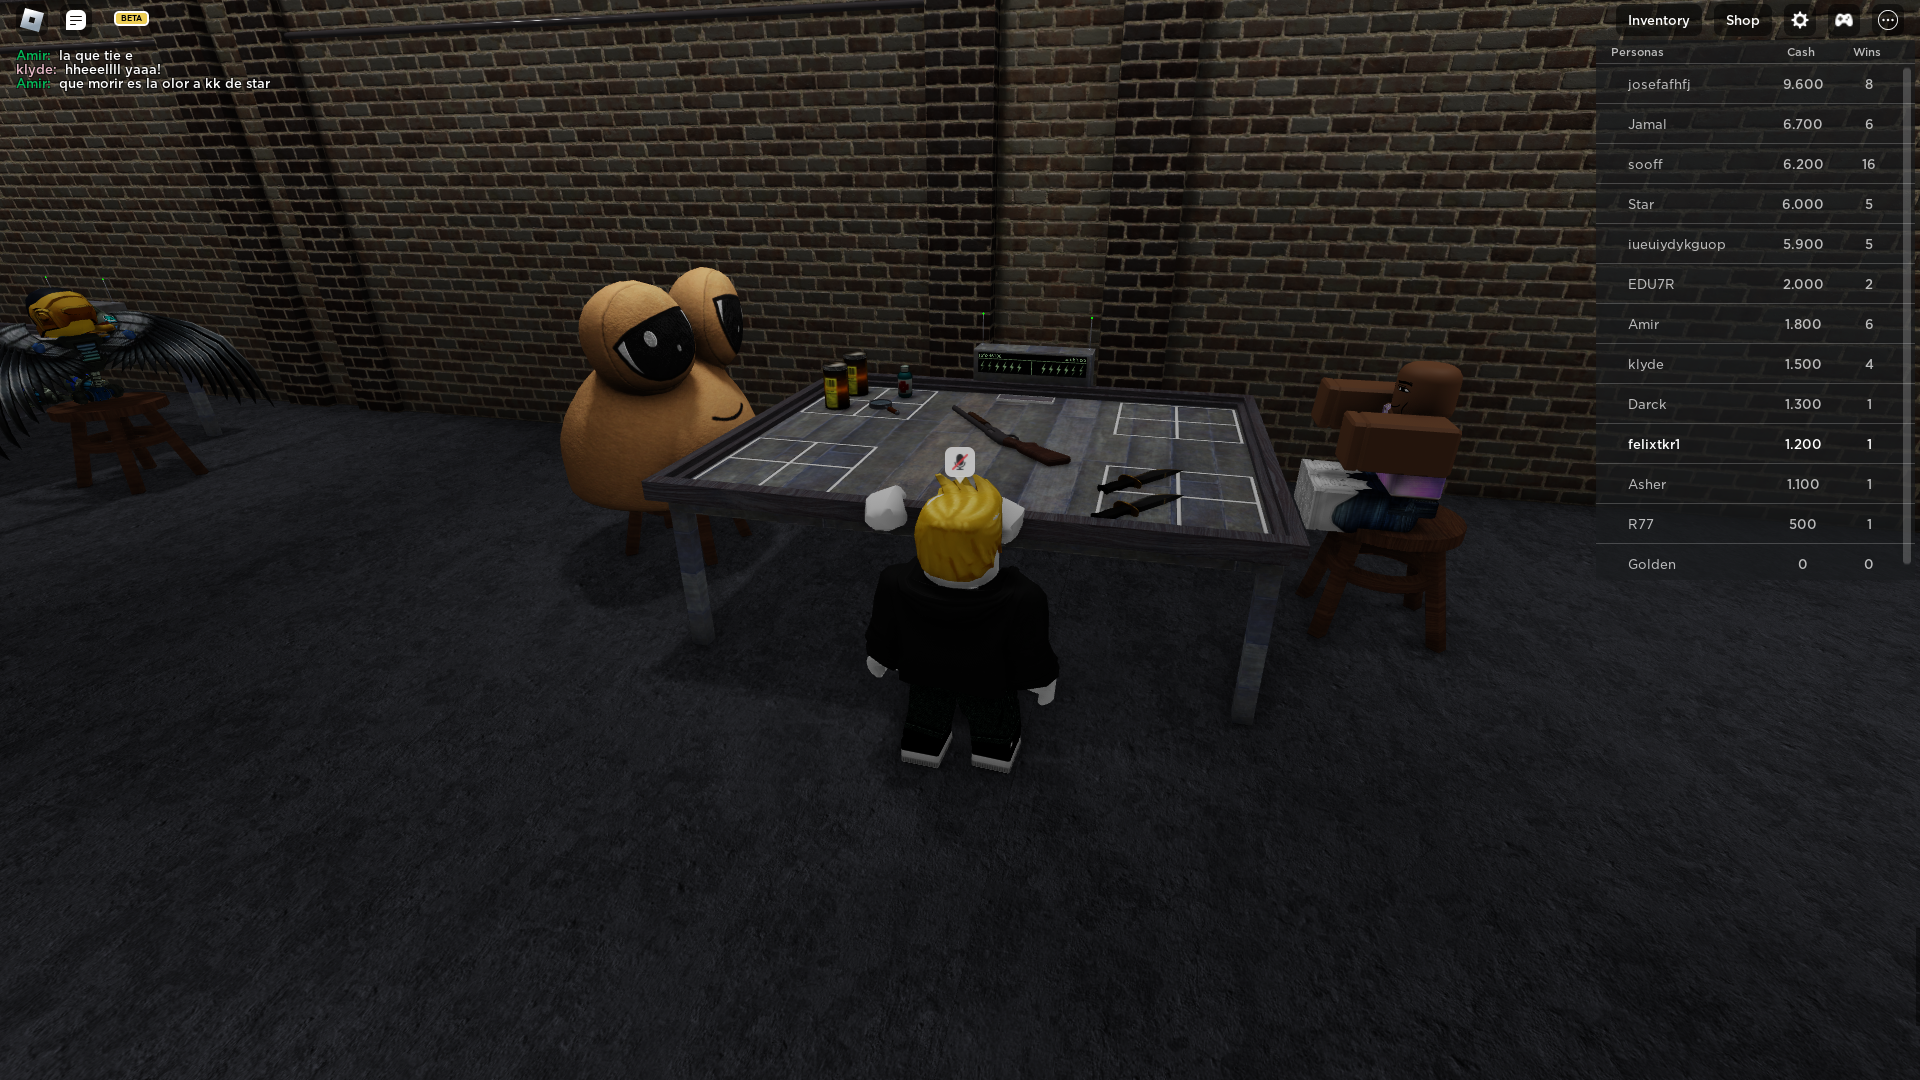 BETA
Inventory
Shop
Amir: la que tie e
klyde: hheeellll yaaa!
Amir: que morir es la olor a kk de star
Personas Cash Wins
josefafhfj 9.600 8
Jamal 6.700 6
sooff 6.200 16
Star 6.000 5
iueuiydykguop 5.900 5
EDU7R 2.000 2
Amir 1.800 6
klyde 1.500 4
Darck 1.300 1
felixtkr1 1.200 1
Asher 1.100 1
R77 500 1
Golden 0 0